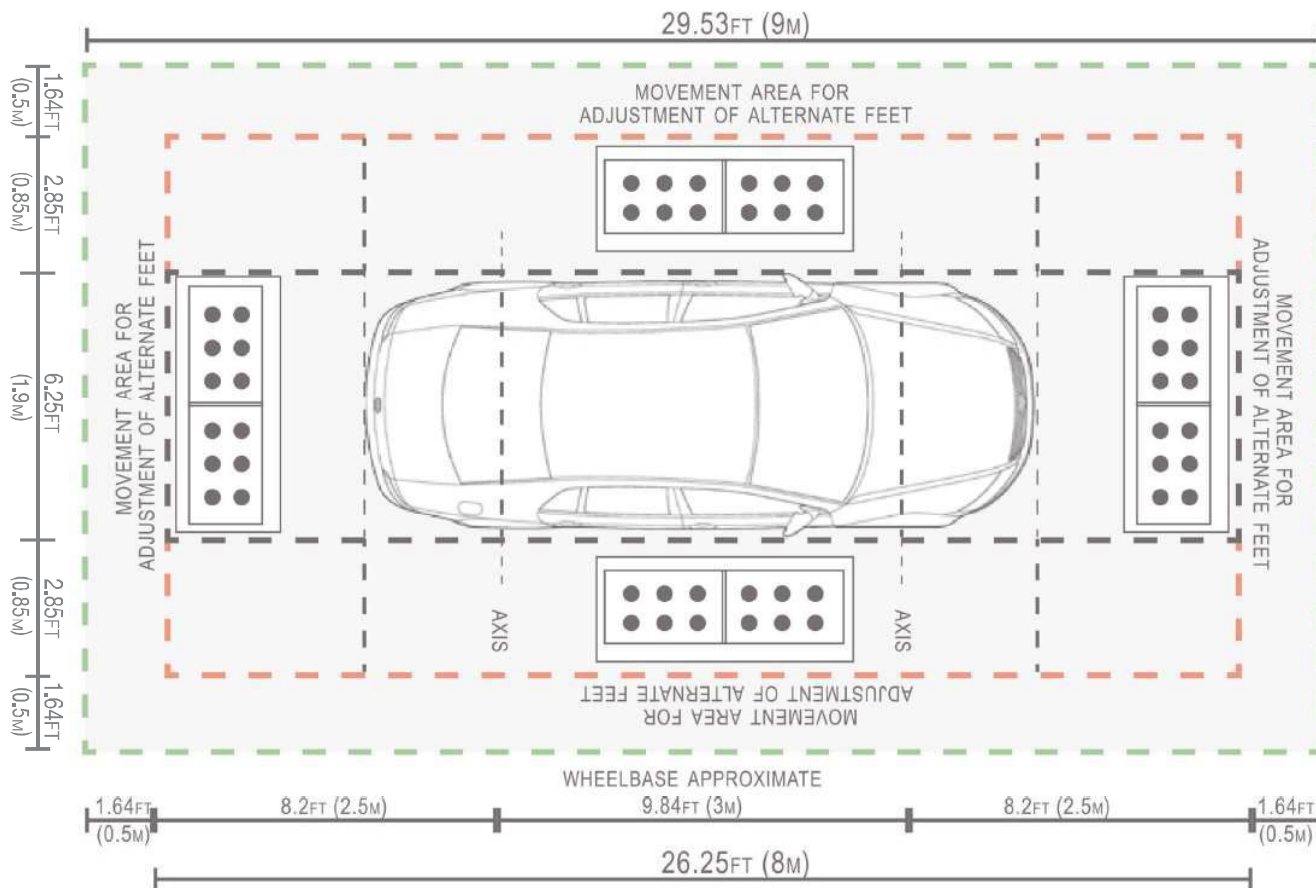 29.53FT (9M)
1.64FT
(0.5M)
2.85FT
(0.85M)
6.25FT
(1.9M)
2.85FT
(0.85M)
1.64FT
(0.5M)
MOVEMENT AREA FOR
ADJUSTMENT OF ALTERNATE FEET
MOVEMENT AREA FOR
ADJUSTMENT OF ALTERNATE FEET
MOVEMENT AREA FOR
ADJUSTMENT OF ALTERNATE FEET
AXIS
AXIS
MOVEMENT AREA FOR
ADJUSTMENT OF ALTERNATE FEET
WHEELBASE APPROXIMATE
1.64FT
(0.5M)
8.2FT (2.5M)
9.84FT (3M)
8.2FT (2.5M)
1.64FT
(0.5M)
26.25FT (8M)